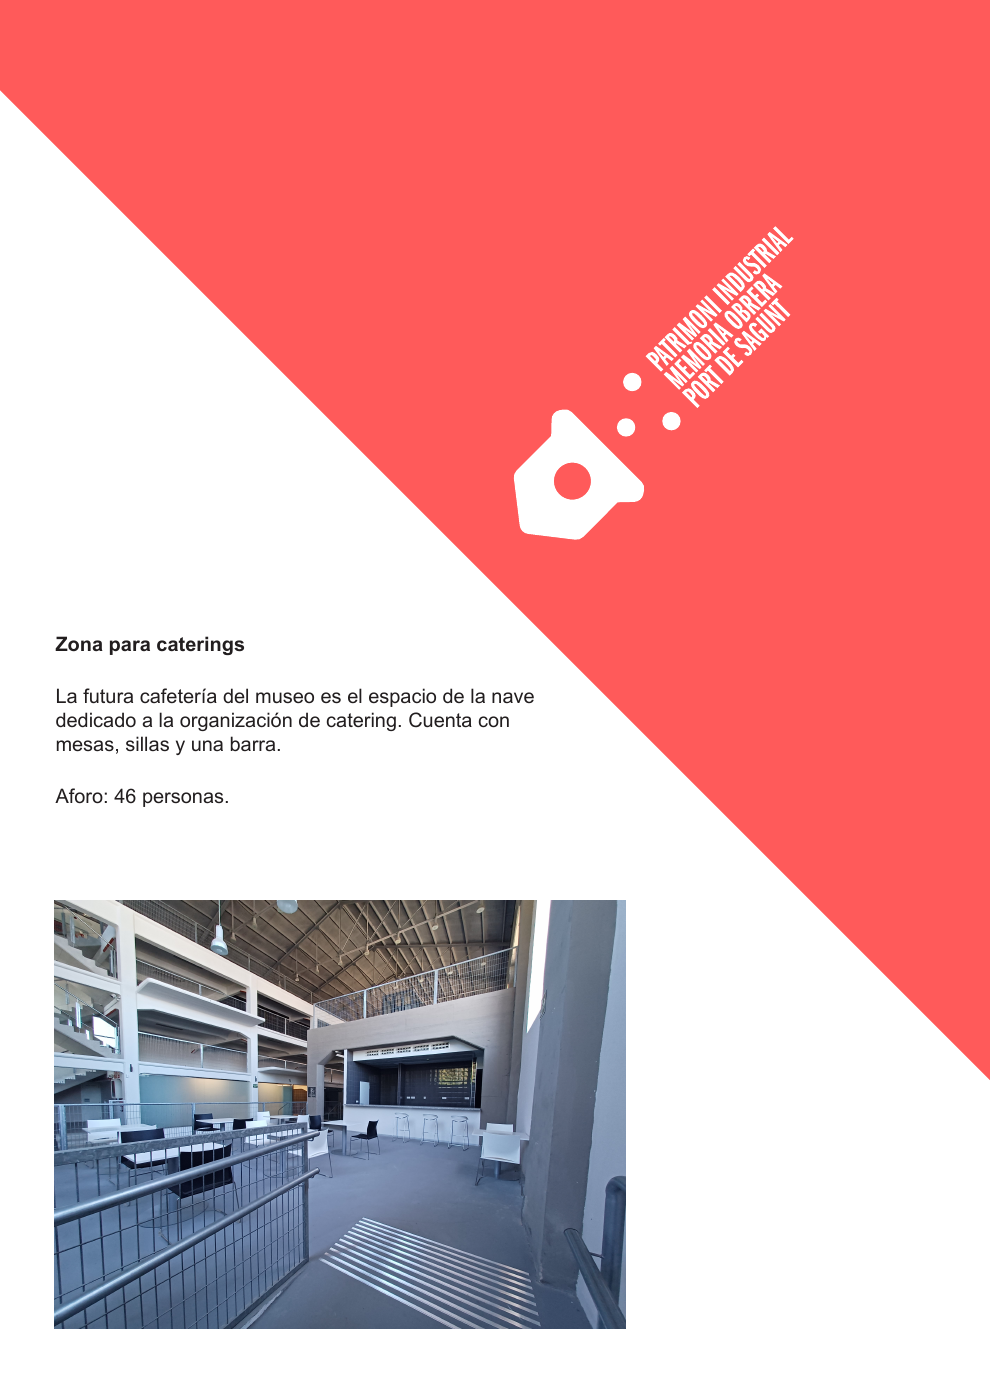 PATRIMONI INDUSTRIAL
MEMORIA OBRERA
PORT DE SAGUNT
Zona para caterings
La futura cafetería del museo es el espacio de la nave
dedicado a la organización de catering. Cuenta con
mesas, sillas y una barra.
Aforo: 46 personas.